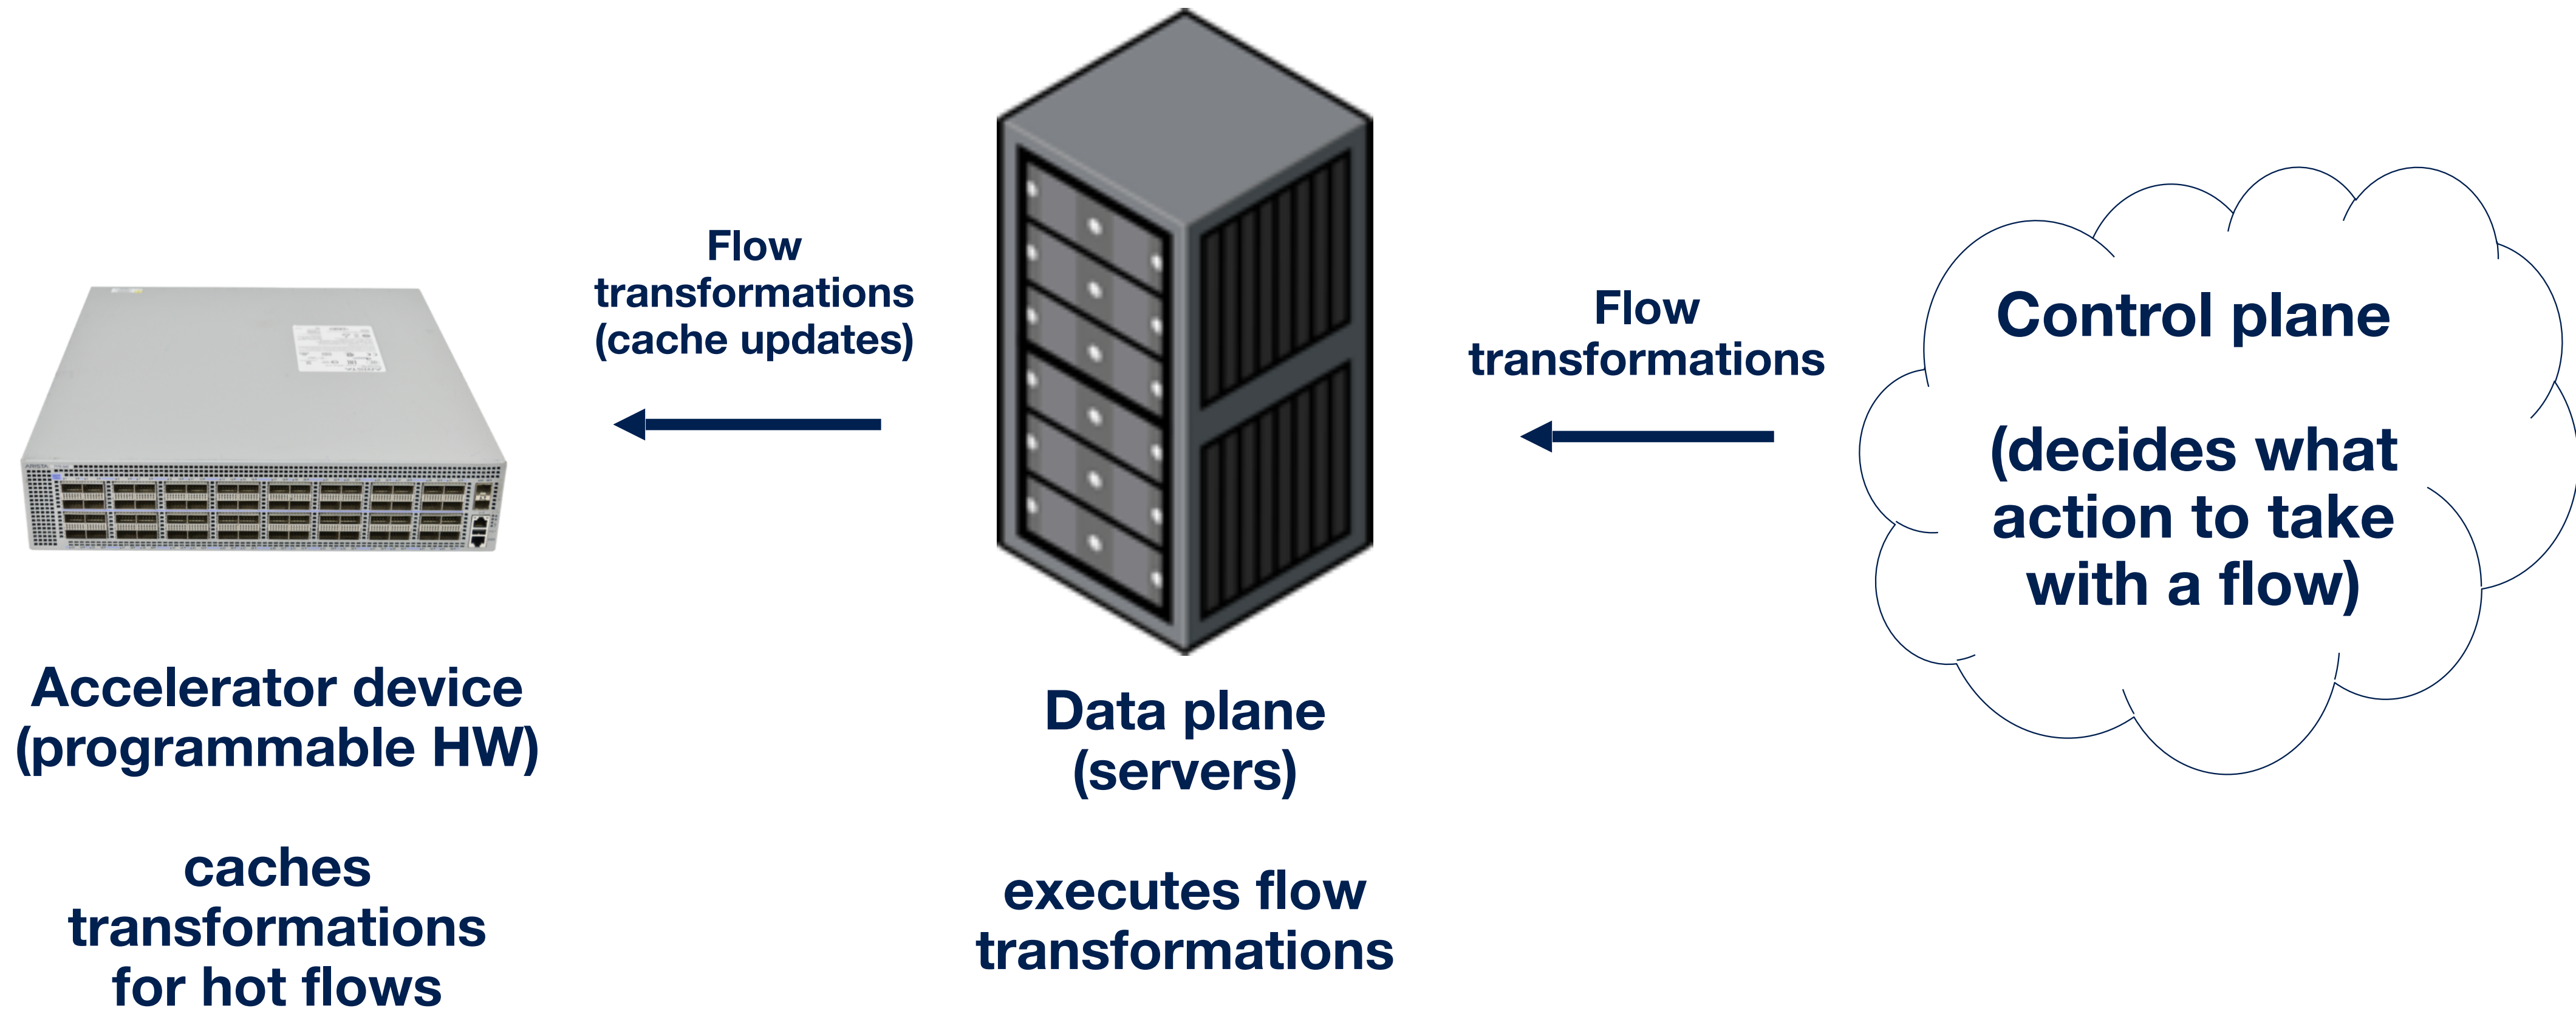 Flow
transformations
(cache updates)
Flow
transformations
Control plane
(decides what
action to take
with a flow)
ARISTA
Accelerator device
(programmable HW)
caches
transformations
for hot flows
Data plane
(servers)
executes flow
transformations